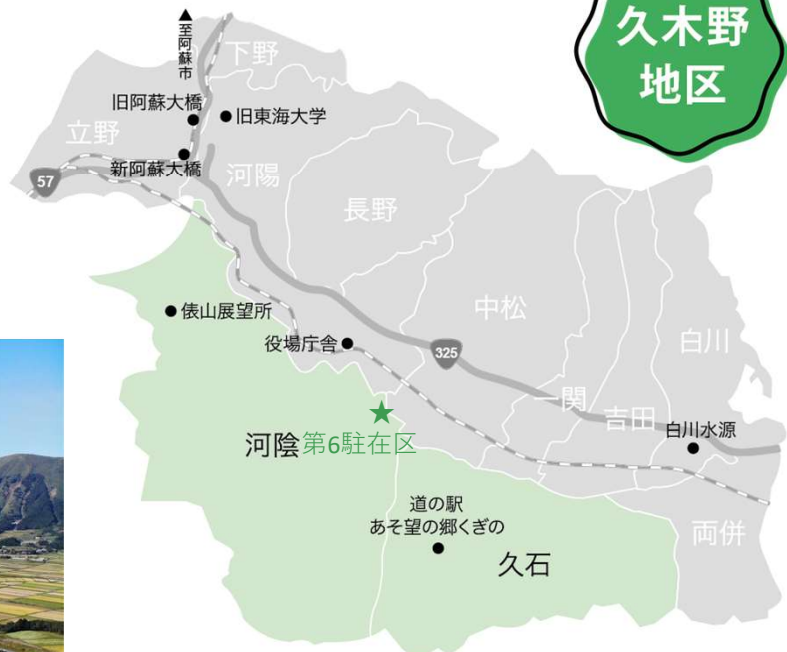 久木野
地区
▲至阿蘇市
下野
旧阿蘇大橋
旧東海大学
立野
新阿蘇大橋
河陽
57
長野
中松
俵山展望所
役場庁舎
325
白川
一関
吉田
白川水源
河陰
第6駐在区
道の駅
あそ望の郷くぎの
久石
両併